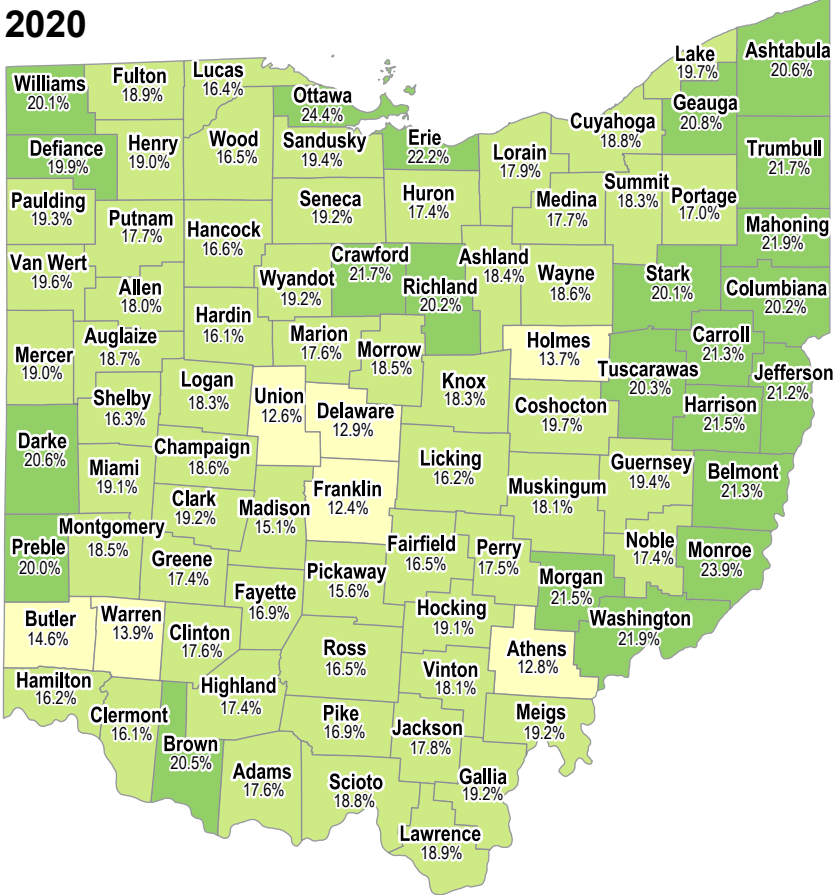 2020
Williams
20.1%
Fulton
18.9%
Lucas
16.4%
Ottawa
24.4%
Lake
19.7%
Ashtabula
20.6%
Geauga
20.8%
Cuyahoga
18.8%
Defiance
19.9%
Henry
19.0%
Wood
16.5%
Sandusky
19.4%
Erie
22.2%
Lorain
17.9%
Trumbull
21.7%
Paulding
19.3%
Putnam
17.7%
Hancock
16.6%
Seneca
19.2%
Huron
17.4%
Medina
17.7%
Summit
18.3%
Portage
17.0%
Mahoning
21.9%
Van Wert
19.6%
Allen
18.0%
Wyandot
19.2%
Crawford
21.7%
Richland
20.2%
Ashland
18.4%
Wayne
18.6%
Stark
20.1%
Columbiana
20.2%
Hardin
16.1%
Mercer
19.0%
Auglaize
18.7%
Marion
17.6%
Morrow
18.5%
Holmes
13.7%
Carroll
21.3%
Tuscarawas
20.3%
Jefferson
21.2%
Shelby
16.3%
Logan
18.3%
Union
12.6%
Delaware
12.9%
Knox
18.3%
Coshocton
19.7%
Harrison
21.5%
Darke
20.6%
Miami
19.1%
Champaign
18.6%
Licking
16.2%
Guernsey
19.4%
Belmont
21.3%
Clark
19.2%
Madison
15.1%
Franklin
12.4%
Muskingum
18.1%
Preble
20.0%
Montgomery
18.5%
Greene
17.4%
Fairfield
16.5%
Perry
17.5%
Noble
17.4%
Monroe
23.9%
Fayette
16.9%
Pickaway
15.6%
Morgan
21.5%
Butler
14.6%
Warren
13.9%
Clinton
17.6%
Hocking
19.1%
Washington
21.9%
Ross
16.5%
Athens
12.8%
Hamilton
16.2%
Clermont
16.1%
Highland
17.4%
Vinton
18.1%
Brown
20.5%
Pike
16.9%
Jackson
17.8%
Meigs
19.2%
Adams
17.6%
Scioto
18.8%
Gallia
19.2%
Lawrence
18.9%